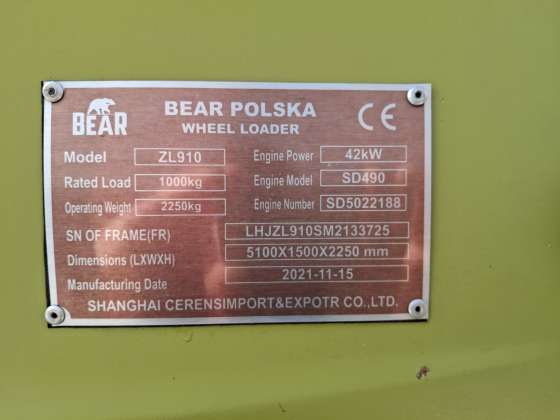 BEAR
BEAR POLSKA
WHEEL LOADER
CE
Model ZL910
Engine Power 42kW
Rated Load 1000kg
Engine Model SD490
Operating Weight 2250kg
Engine Number SD5022188
SN OF FRAME(FR) LHJZL910SM2133725
Dimensions (LXWXH) 5100X1500X2250 mm
Manufacturing Date 2021-11-15
SHANGHAI CERENSIMPORT&EXPOTR CO.,LTD.